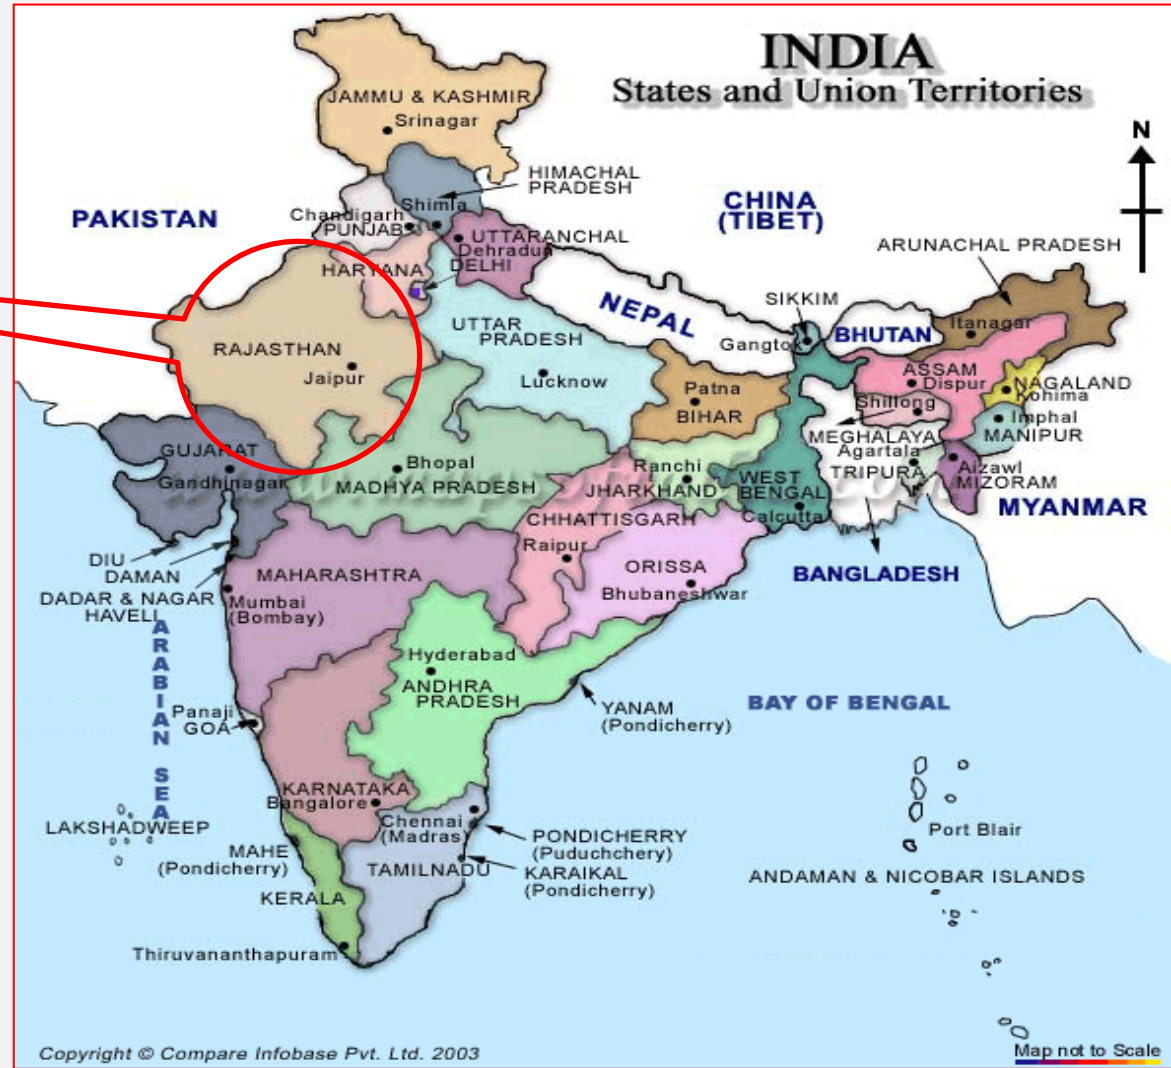 INDIA
States and Union Territories
N
JAMMU & KASHMIR
Srinagar
HIMACHAL
PRADESH
CHINA
(TIBET)
PAKISTAN
Shimla
Chandigarh
PUNJAB
UTTARANCHAL
Dehradun
DELHI
HARYANA
ARUNACHAL PRADESH
NEPAL
SIKKIM
Gangtok
BHUTAN
Itanagar
UTTAR
PRADESH
Lucknow
RAJASTHAN
Jaipur
Patna
BIHAR
ASSAM
Dispur
NAGALAND
Kohima
Shillong
Imphal
MANIPUR
MEGHALAYA
Agartala
TRIPURA
Aizawl
MIZORAM
GUJARAT
Gandhinagar
Bhopal
MADHYA PRADESH
Ranchi
JHARKHAND
WEST
BENGAL
Calcutta
MYANMAR
CHHATTISGARH
Raipur
ORISSA
Bhubaneshwar
BANGLADESH
DIU
DAMAN
DADAR & NAGAR
HAVELI
MAHARASHTRA
Mumbai
(Bombay)
ARABIAN SEA
Hyderabad
ANDHRA
PRADESH
YANAM
(Pondicherry)
BAY OF BENGAL
Panaji
GOA
KARNATAKA
Bangalore
Chennai
(Madras)
LAKSHADWEEP
MAHE
(Pondicherry)
PONDICHERRY
(Puduchchery)
TAMILNADU
KARAIKAL
(Pondicherry)
Port Blair
ANDAMAN & NICOBAR ISLANDS
KERALA
Thiruvananthapuram
Copyright © Compare Infobase Pvt. Ltd. 2003
Map not to Scale